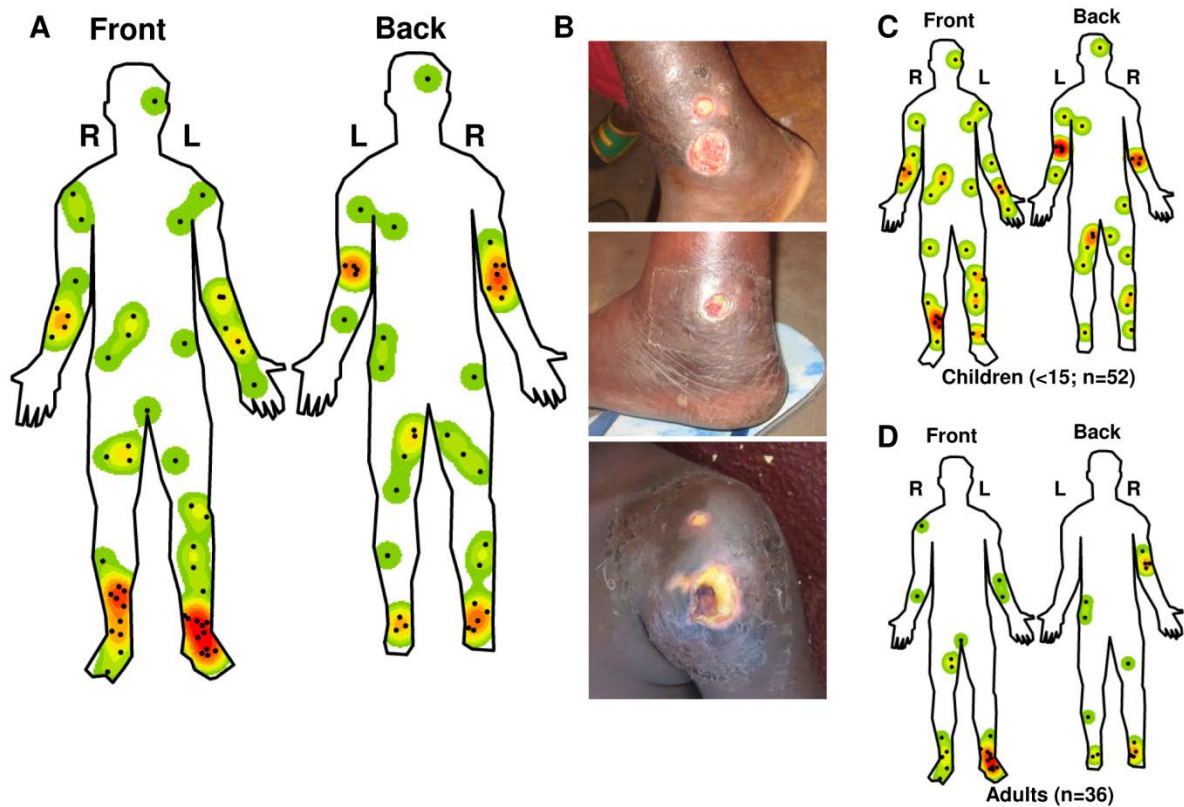 A
Front
Back
R
L
L
R
B
C
Front
Back
R
L
L
R
Children (<15; n=52)
D
Front
Back
R
L
L
R
Adults (n=36)